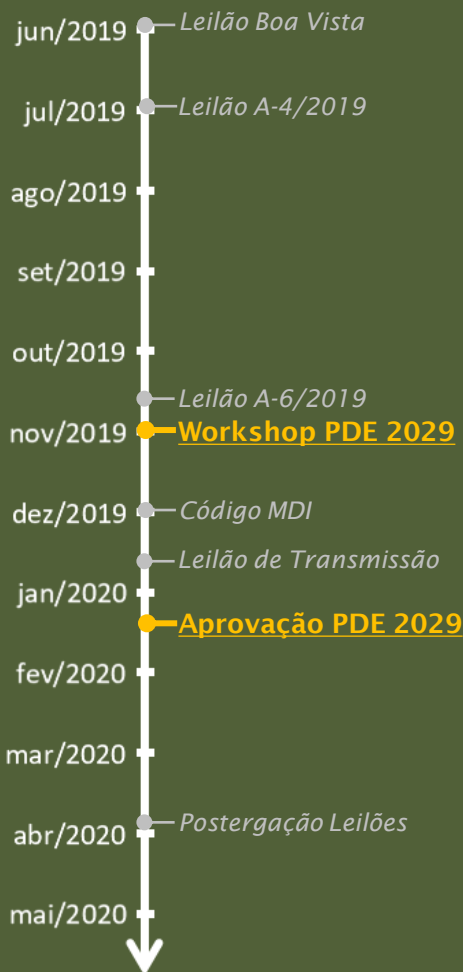 jun/2019
Leilão Boa Vista
jul/2019
Leilão A-4/2019
ago/2019
set/2019
out/2019
Leilão A-6/2019
nov/2019
Workshop PDE 2029
dez/2019
Código MDI
Leilão de Transmissão
jan/2020
Aprovação PDE 2029
fev/2020
mar/2020
Postergação Leilões
abr/2020
mai/2020